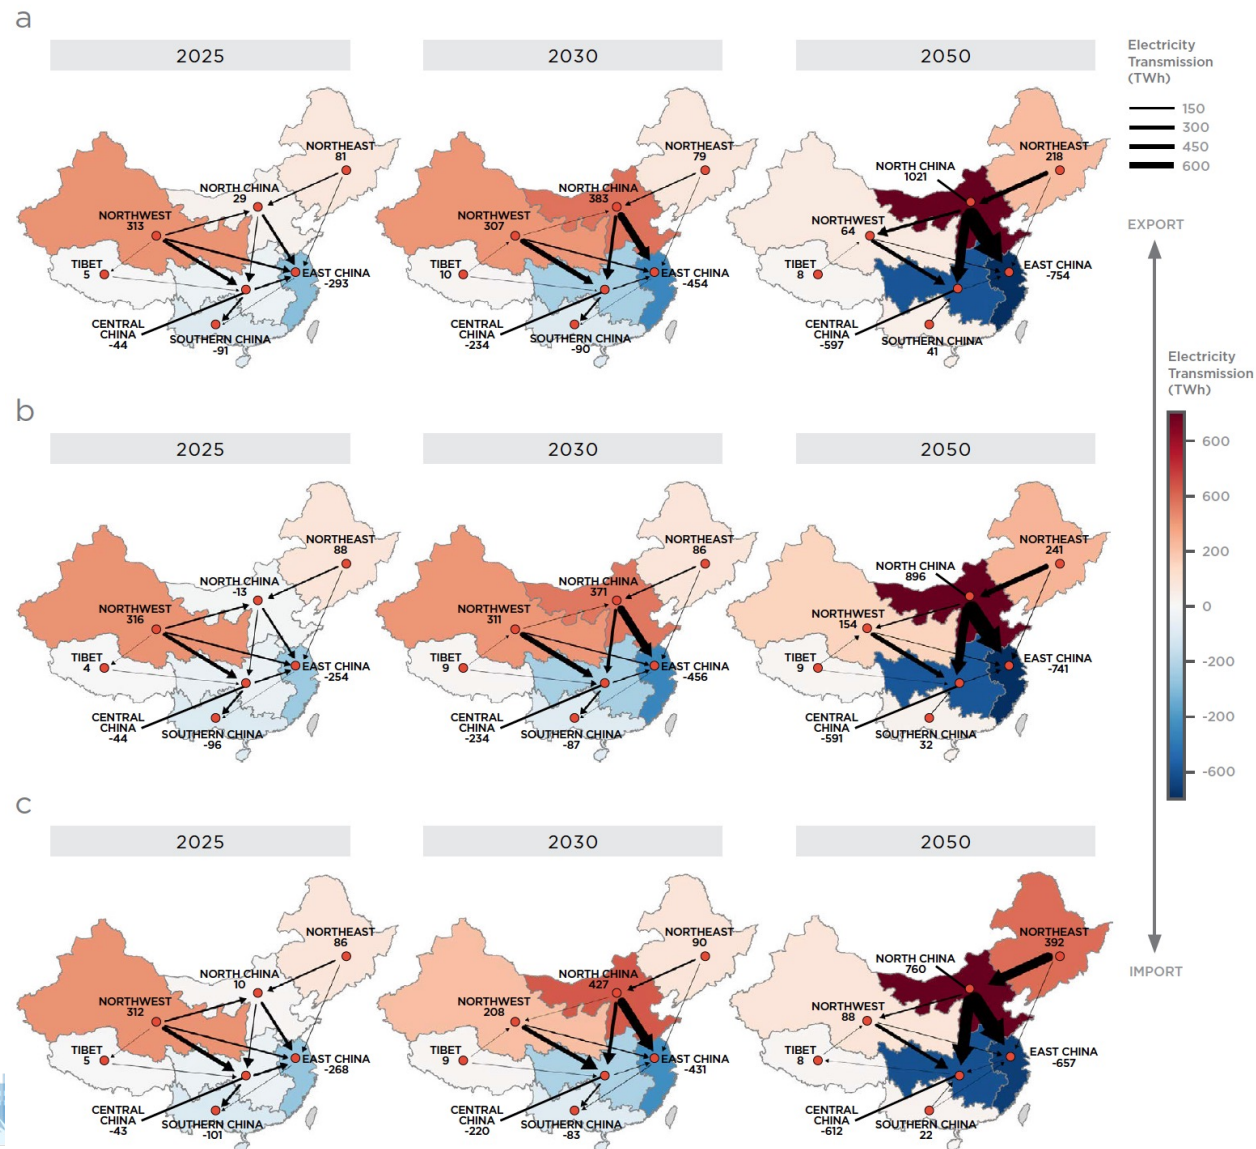 a
2025
2030
2050
Electricity
Transmission
(TWh)
150
300
450
600
NORTHEAST
81
NORTH CHINA
29
NORTHWEST
313
TIBET
5
EAST CHINA
-293
CENTRAL
CHINA
-44
SOUTHERN CHINA
-91
NORTHEAST
79
NORTH CHINA
383
NORTHWEST
307
TIBET
10
EAST CHINA
-454
CENTRAL
CHINA
-234
SOUTHERN CHINA
-90
NORTHEAST
218
NORTH CHINA
1021
NORTHWEST
64
TIBET
8
EAST CHINA
-754
CENTRAL
CHINA
-597
SOUTHERN CHINA
41
EXPORT
Electricity
Transmission
(TWh)
600
600
200
0
-200
-200
-600
IMPORT
b
2025
2030
2050
NORTHEAST
88
NORTH CHINA
-13
NORTHWEST
316
TIBET
4
EAST CHINA
-254
CENTRAL
CHINA
-44
SOUTHERN CHINA
-96
NORTHEAST
86
NORTH CHINA
371
NORTHWEST
311
TIBET
9
EAST CHINA
-456
CENTRAL
CHINA
-234
SOUTHERN CHINA
-87
NORTHEAST
241
NORTH CHINA
896
NORTHWEST
154
TIBET
9
EAST CHINA
-741
CENTRAL
CHINA
-591
SOUTHERN CHINA
32
c
2025
2030
2050
NORTHEAST
86
NORTH CHINA
10
NORTHWEST
312
TIBET
5
EAST CHINA
-268
CENTRAL
CHINA
-43
SOUTHERN CHINA
-101
NORTHEAST
90
NORTH CHINA
427
NORTHWEST
208
TIBET
9
EAST CHINA
-431
CENTRAL
CHINA
-220
SOUTHERN CHINA
-83
NORTHEAST
392
NORTH CHINA
760
NORTHWEST
88
TIBET
8
EAST CHINA
-657
CENTRAL
CHINA
-612
SOUTHERN CHINA
22